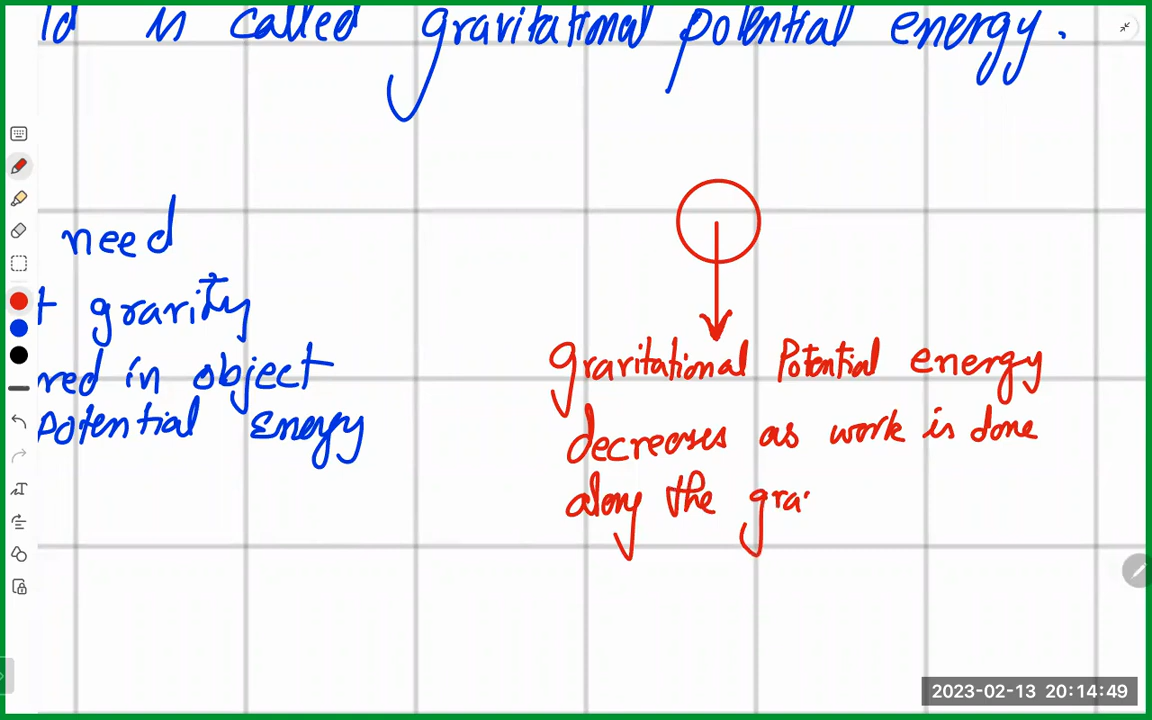 ld is called gravitational potential energy.
need
t gravity
red in object
potential Energy
gravitational Potential energy
decreases as work is done
along the gra
2023-02-13 20:14:49